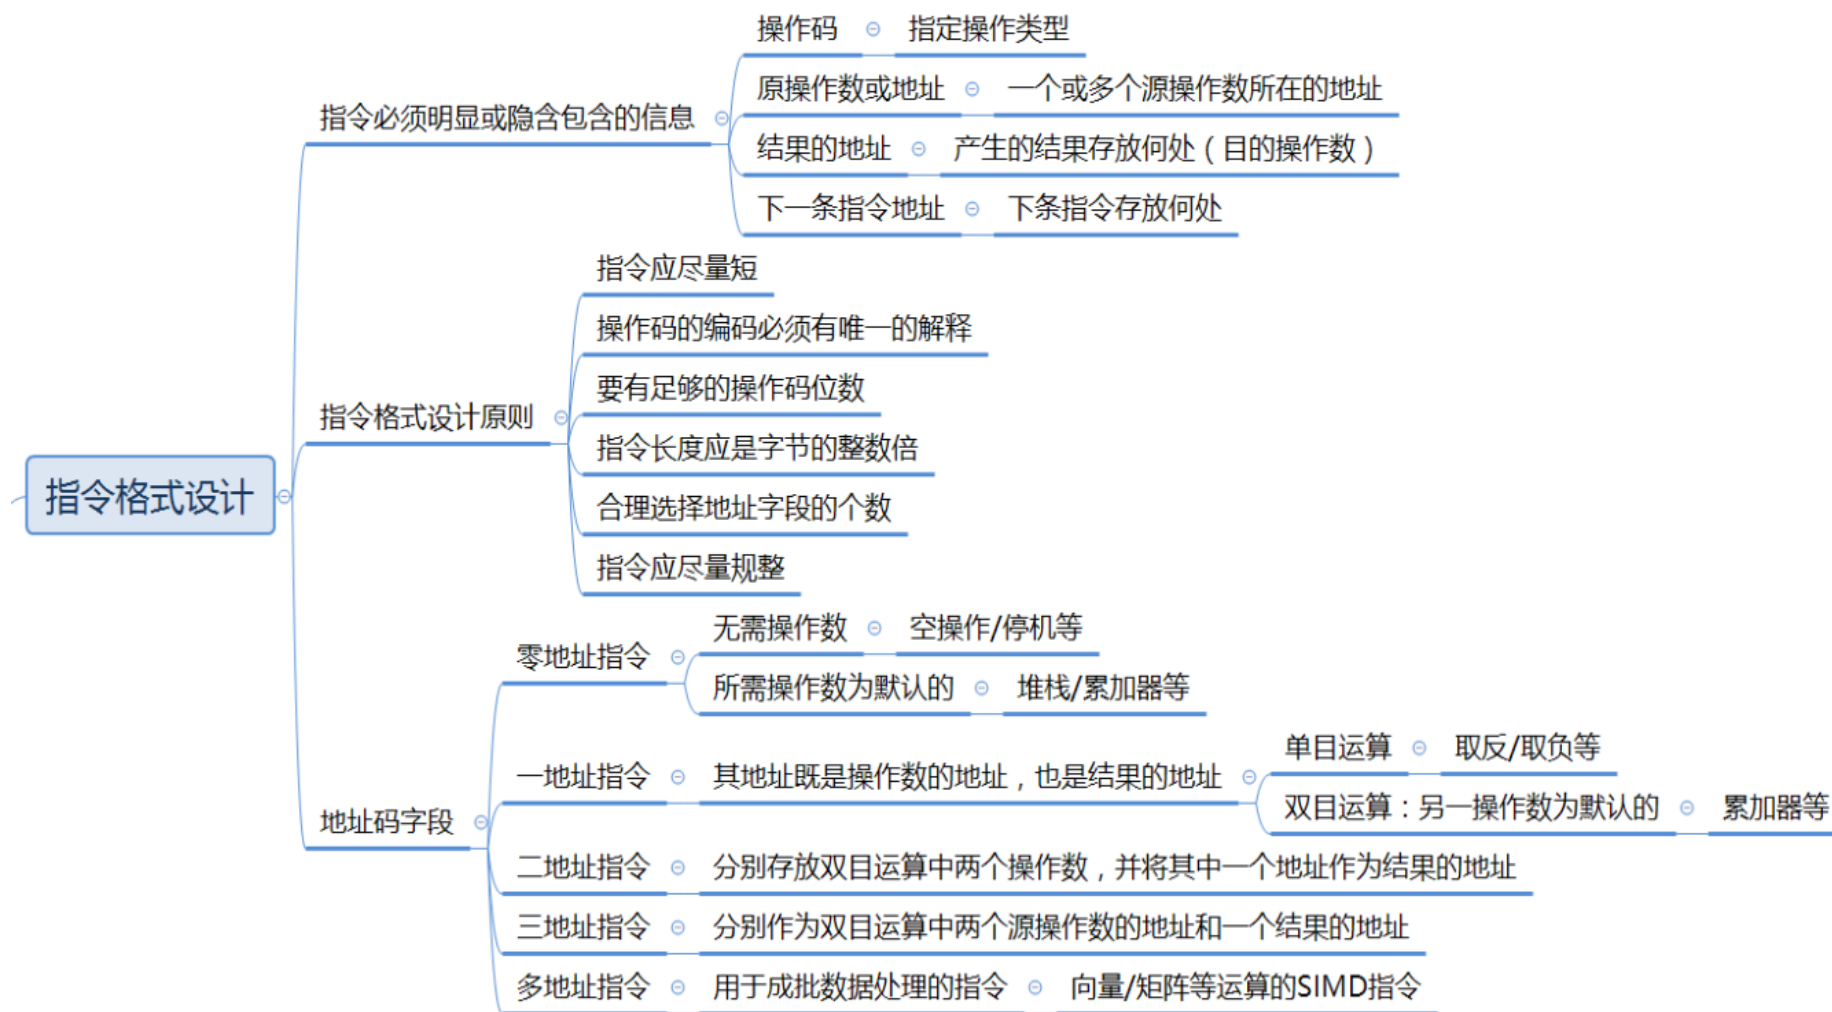 操作码 指定操作类型
原操作数或地址 一个或多个源操作数所在的地址
指令必须明显或隐含包含的信息
结果的地址 产生的结果存放何处（目的操作数）
下一条指令地址 下条指令存放何处
指令应尽量短
操作码的编码必须有唯一的解释
要有足够的操作码位数
指令格式设计原则
指令长度应是字节的整数倍
指令格式设计
合理选择地址字段的个数
指令应尽量规整
无需操作数 空操作/停机等
零地址指令
所需操作数为默认的 堆栈/累加器等
单目运算 取反/取负等
一地址指令 其地址既是操作数的地址，也是结果的地址
双目运算：另一操作数为默认的 累加器等
地址码字段
二地址指令 分别存放双目运算中两个操作数，并将其中一个地址作为结果的地址
三地址指令 分别作为双目运算中两个源操作数的地址和一个结果的地址
多地址指令 用于成批数据处理的指令 向量/矩阵等运算的SIMD指令